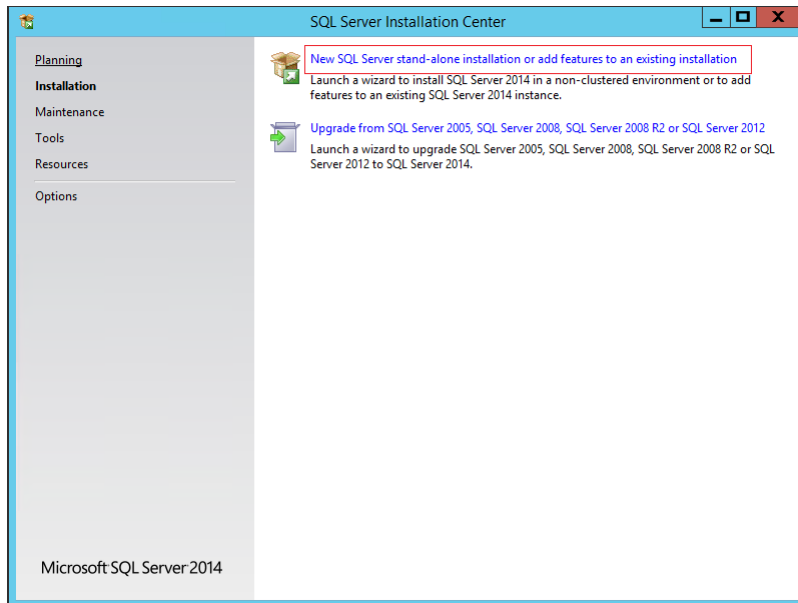 SQL Server Installation Center
Planning
Installation
Maintenance
Tools
Resources
Options
New SQL Server stand-alone installation or add features to an existing installation
Launch a wizard to install SQL Server 2014 in a non-clustered environment or to add
features to an existing SQL Server 2014 instance.
Upgrade from SQL Server 2005, SQL Server 2008, SQL Server 2008 R2 or SQL Server 2012
Launch a wizard to upgrade SQL Server 2005, SQL Server 2008, SQL Server 2008 R2 or SQL
Server 2012 to SQL Server 2014.
Microsoft SQL Server 2014